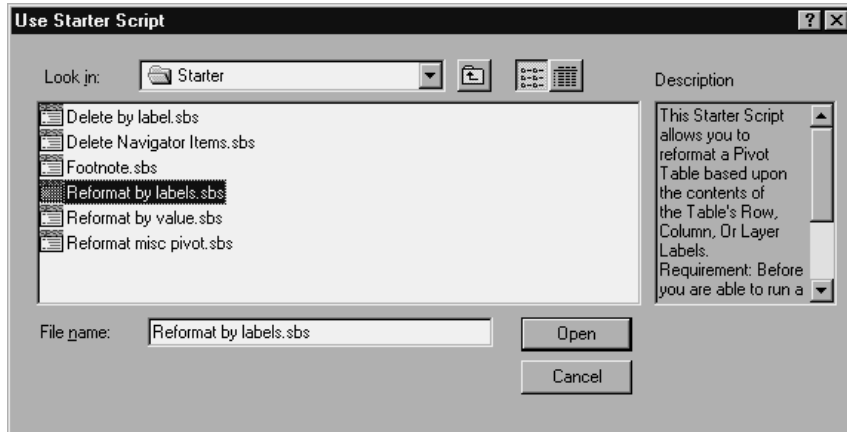 Use Starter Script
Look in:
Starter
Description
Delete by label.sbs
Delete Navigator Items.sbs
Footnote.sbs
Reformat by labels.sbs
Reformat by value.sbs
Reformat misc pivot.sbs
This Starter Script
allows you to
reformat a Pivot
Table based upon
the contents of
the Table's Row,
Column, Or Layer
Labels.
Requirement: Before
you are able to run a
File name:
Reformat by labels.sbs
Open
Cancel